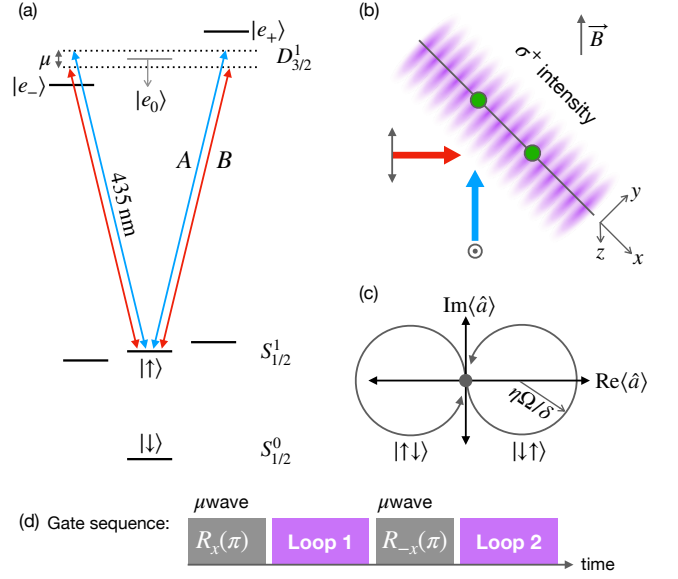 (a)
|e₊⟩
μ
D¹₃/₂
|e₋⟩
|e₀⟩
A B
435 nm
|↑⟩
S¹₁/₂
|↓⟩
S⁰₁/₂
(b)
B⃗
σ⁺ intensity
y
z
x
(c)
Im⟨â⟩
Re⟨â⟩
ηΩ/δ
|↑↓⟩ |↓↑⟩
μwave μwave
(d) Gate sequence: Rₓ(π) Loop 1 R₋ₓ(π) Loop 2
time